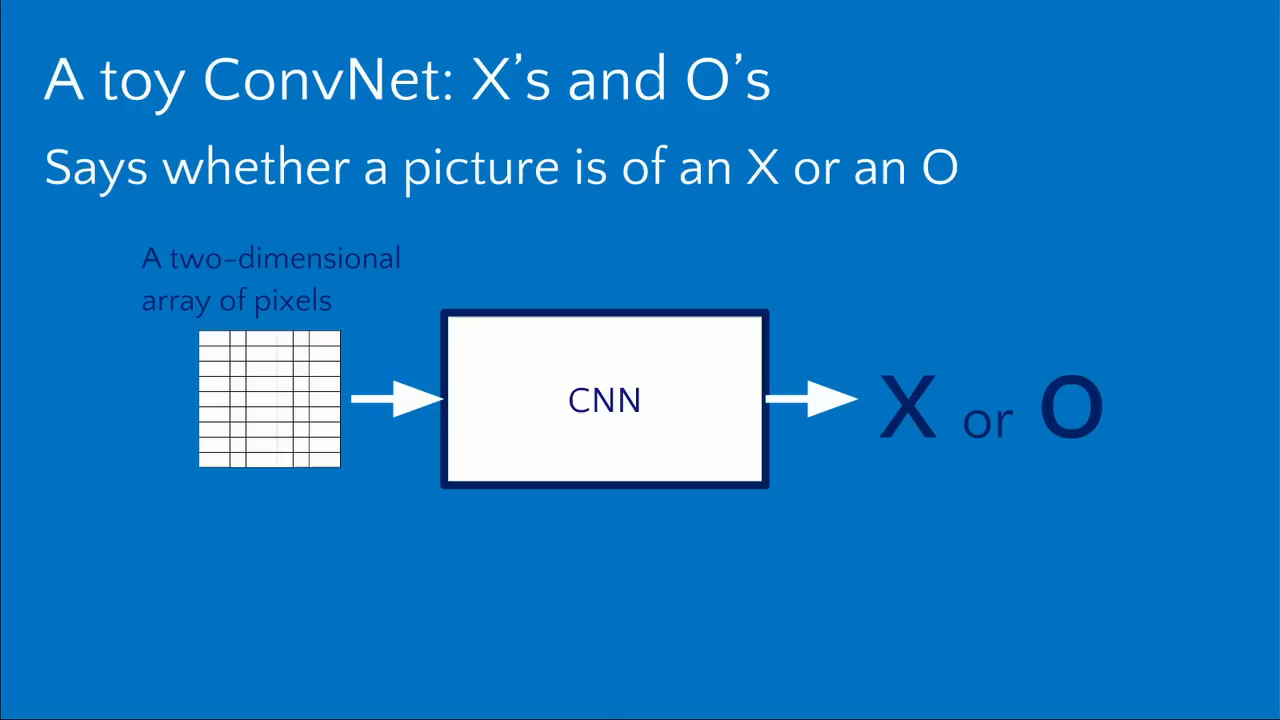 A toy ConvNet: X’s and O’s
Says whether a picture is of an X or an O
A two-dimensional
array of pixels
CNN
X or O